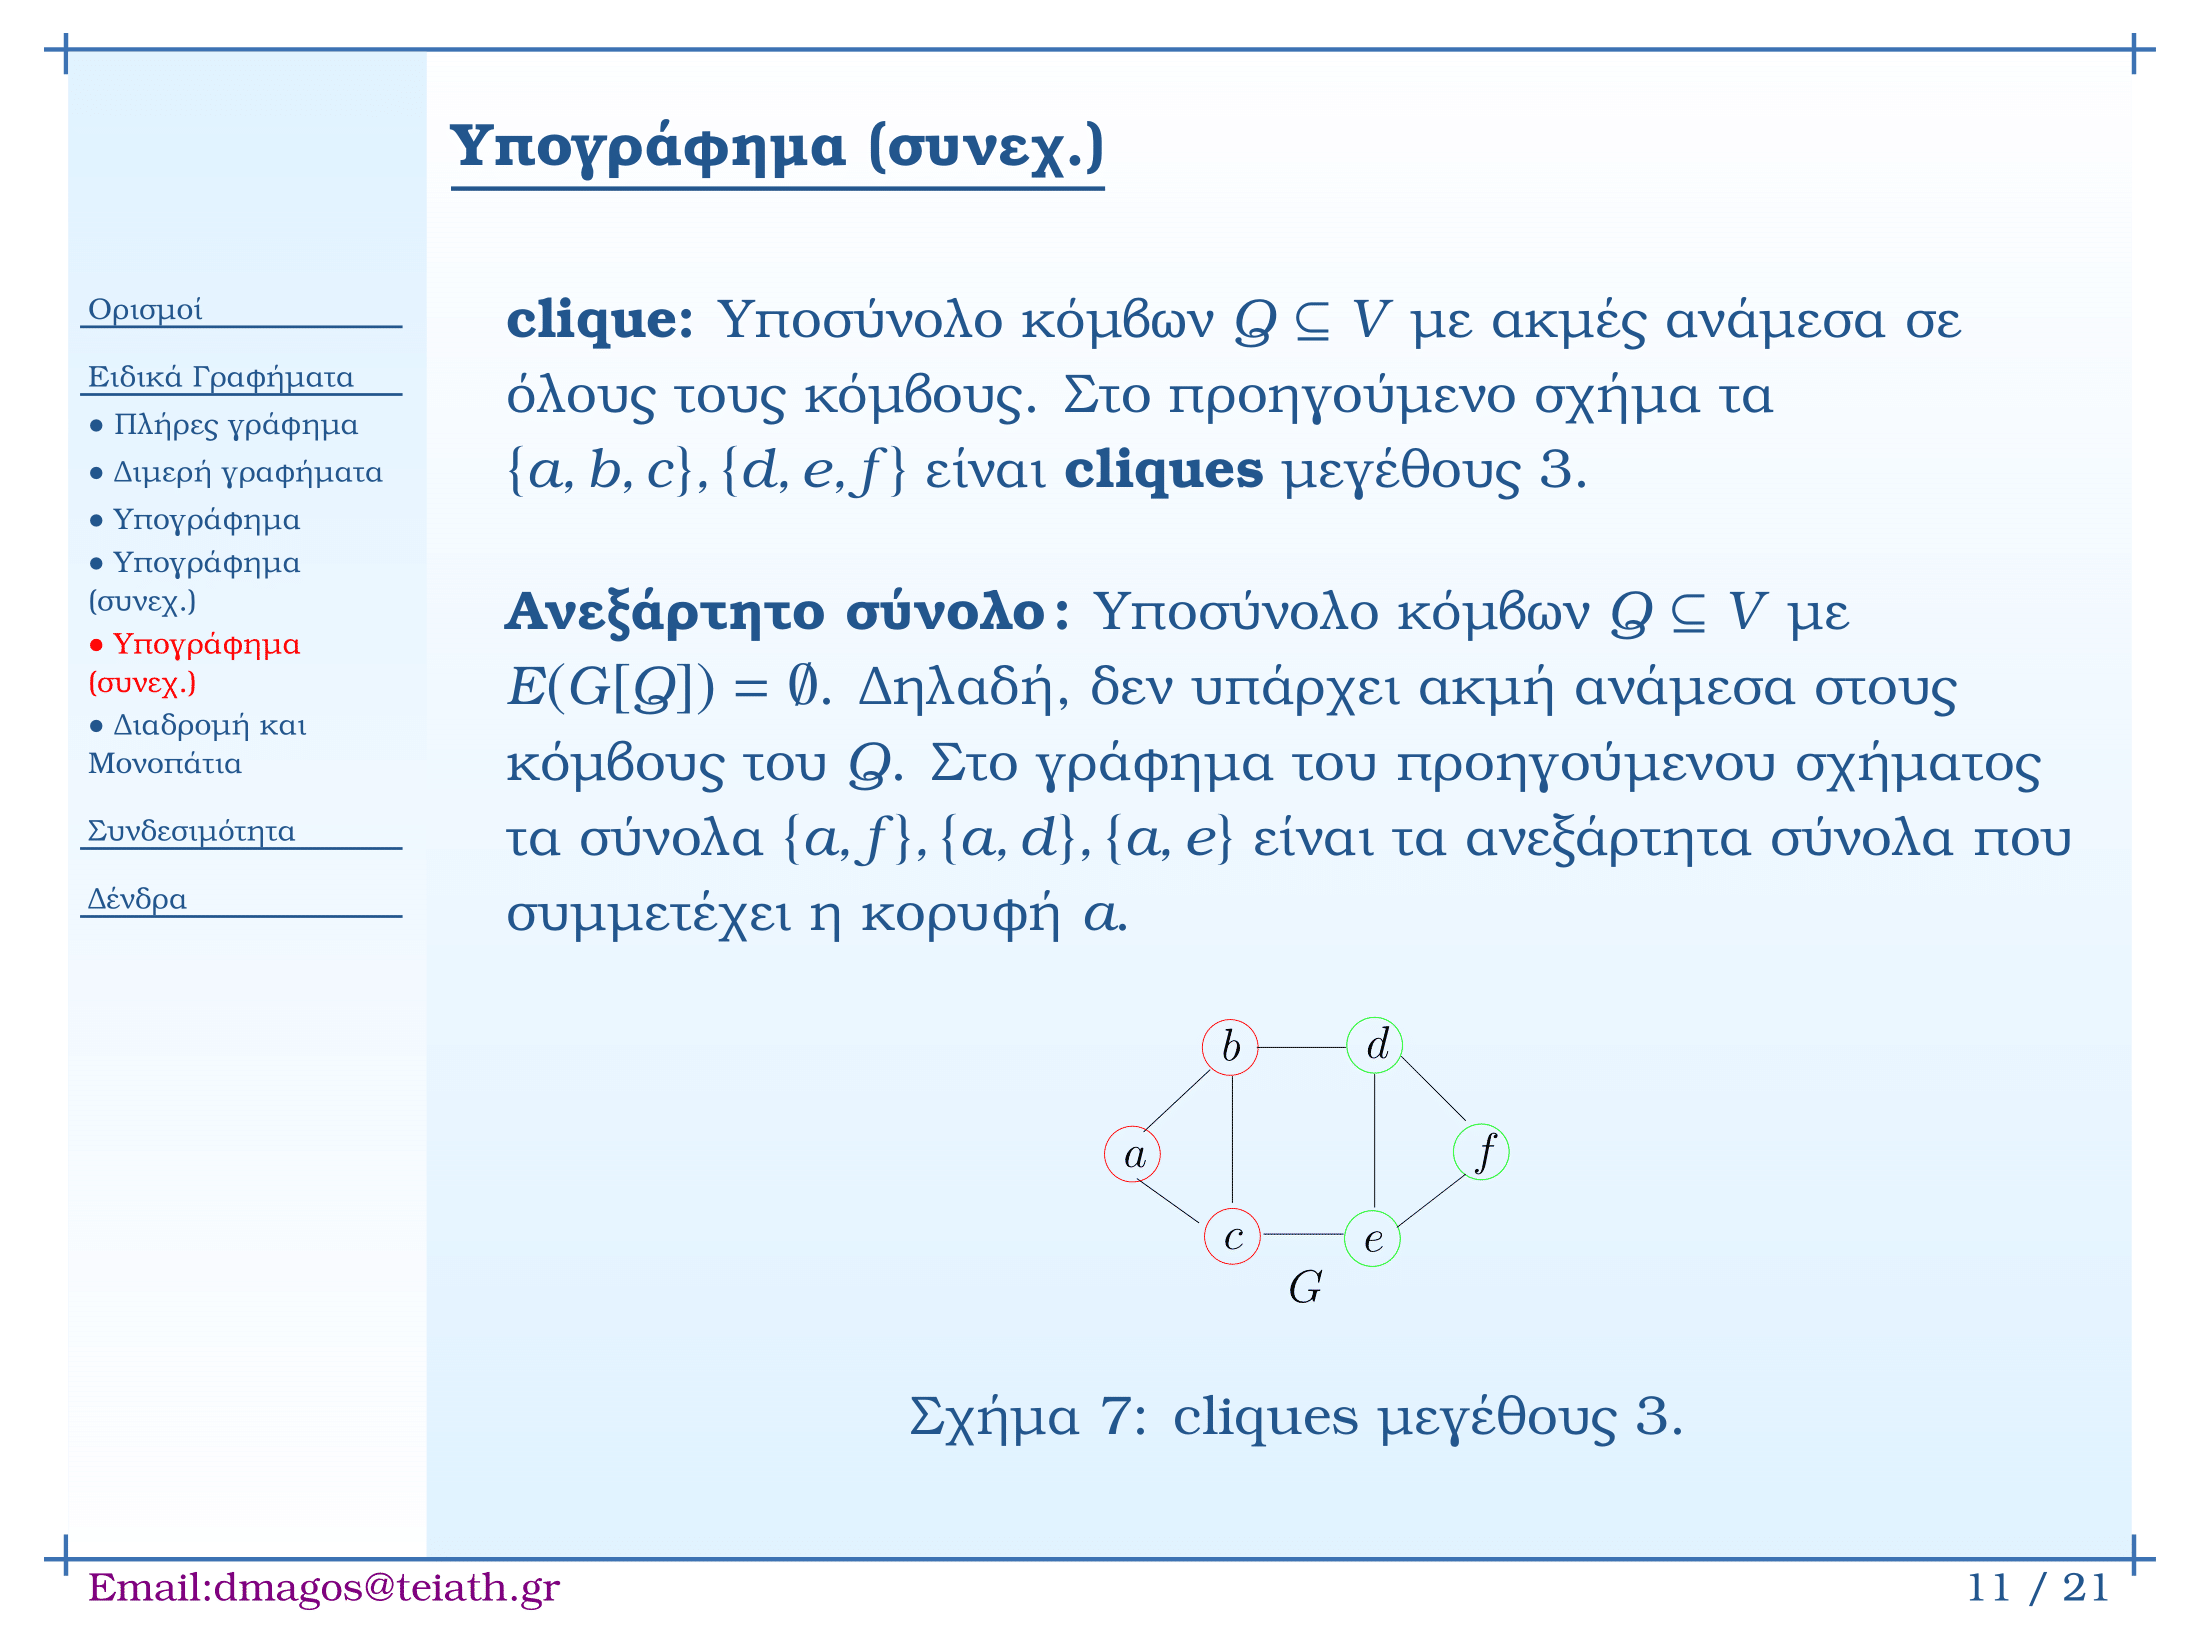 Υπογράφημα (συνεχ.)
Ορισμοί
Ειδικά Γραφήματα
● Πλήρες γράφημα
● Διμερή γραφήματα
● Υπογράφημα
● Υπογράφημα
(συνεχ.)
● Υπογράφημα
(συνεχ.)
● Διαδρομή και
Μονοπάτια
Συνδεσιμότητα
Δένδρα
clique: Υποσύνολο κόμβων Q ⊆ V με ακμές ανάμεσα σε
όλους τους κόμβους. Στο προηγούμενο σχήμα τα
{a, b, c}, {d, e, f} είναι cliques μεγέθους 3.
Ανεξάρτητο σύνολο: Υποσύνολο κόμβων Q ⊆ V με
E(G[Q]) = ∅. Δηλαδή, δεν υπάρχει ακμή ανάμεσα στους
κόμβους του Q. Στο γράφημα του προηγούμενου σχήματος
τα σύνολα {a, f}, {a, d}, {a, e} είναι τα ανεξάρτητα σύνολα που
συμμετέχει η κορυφή a.
b d
a f
c e
G
Σχήμα 7: cliques μεγέθους 3.
Email:dmagos@teiath.gr
11 / 21